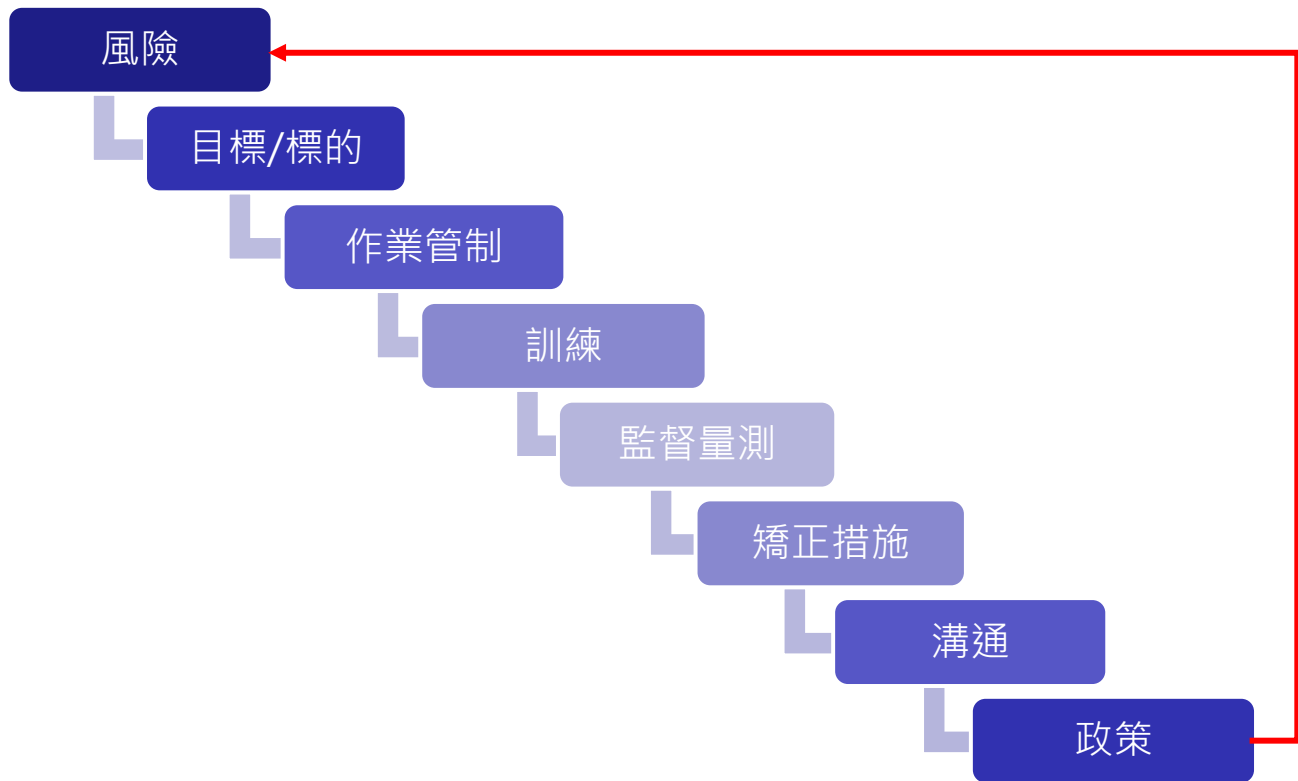 風險
目標/標的
作業管制
訓練
監督量測
矯正措施
溝通
政策